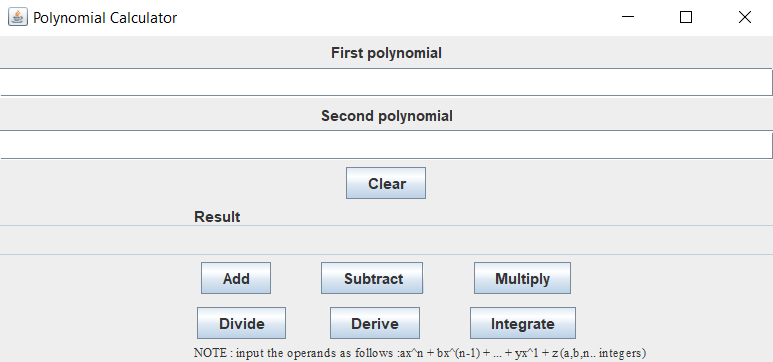 Polynomial Calculator
First polynomial
Second polynomial
Clear
Result
Add Subtract Multiply
Divide Derive Integrate
NOTE : input the operands as follows :ax^n + bx^(n-1) + ... + yx^1 + z (a,b,n.. integers)